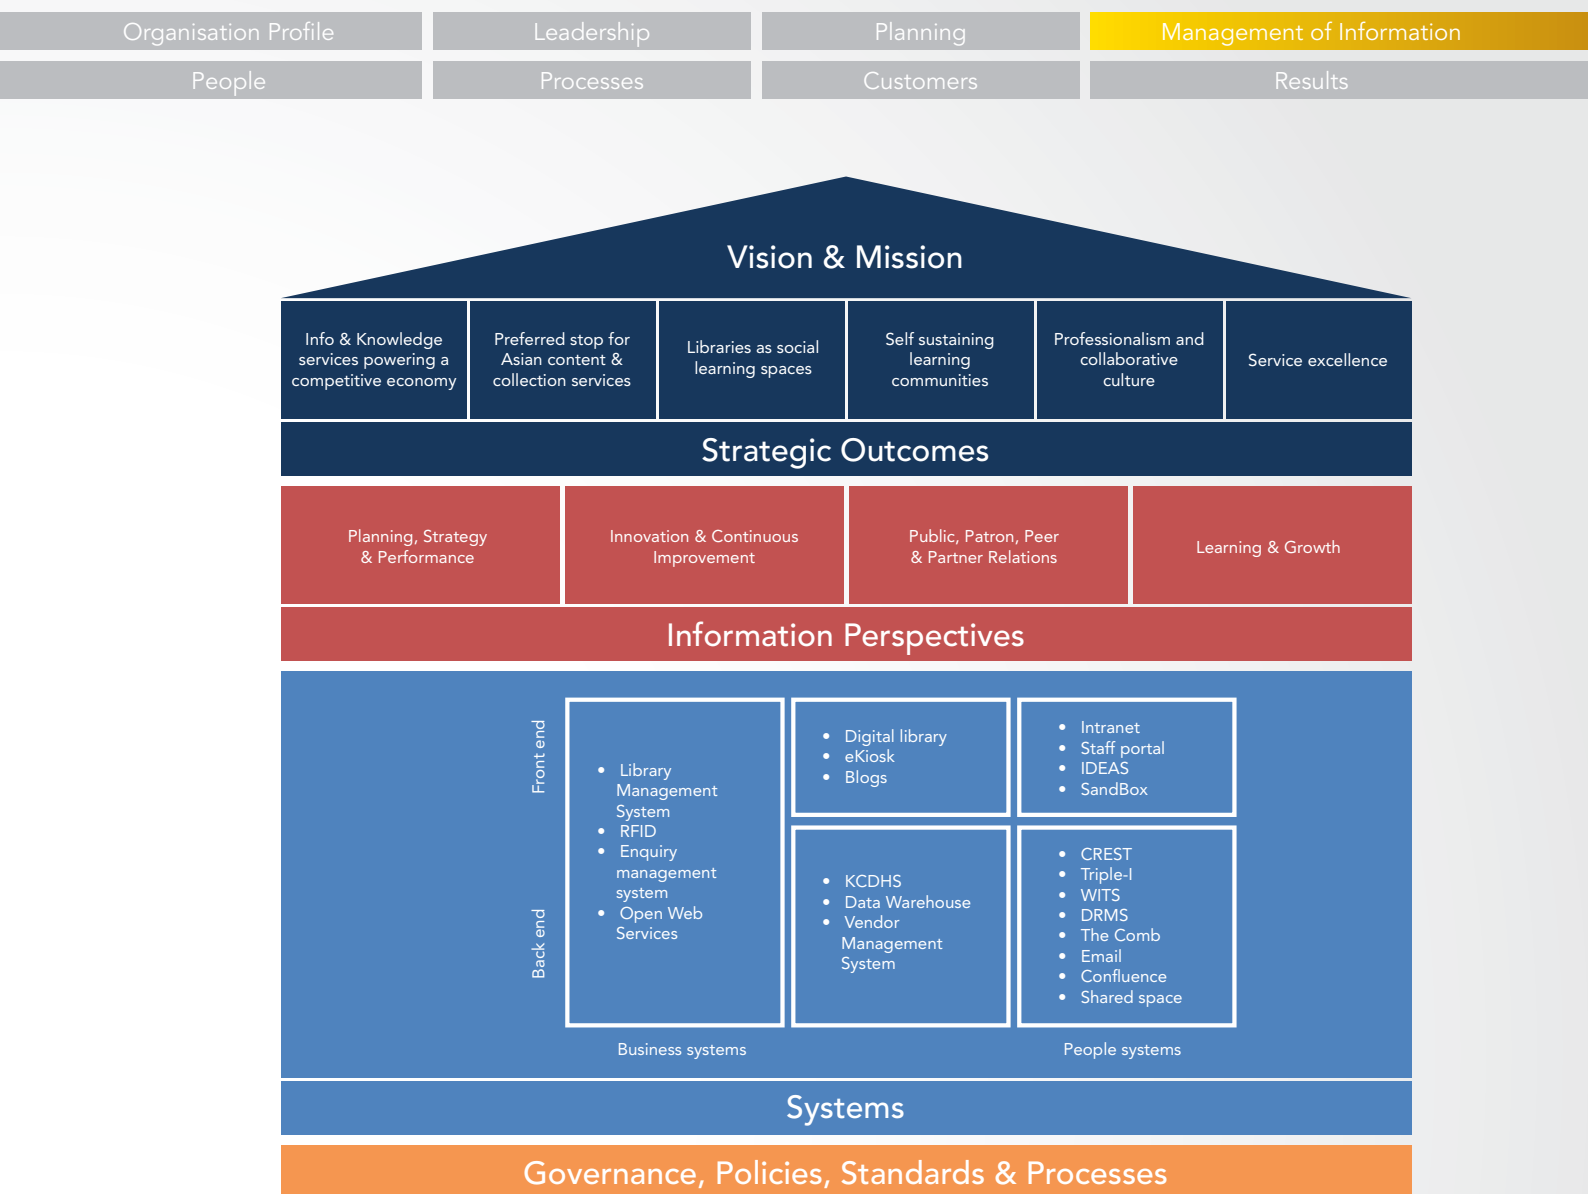 Organisation Profile
Leadership
Planning
Management of Information
People
Processes
Customers
Results
Vision & Mission
Info & Knowledge
services powering a
competitive economy
Preferred stop for
Asian content &
collection services
Libraries as social
learning spaces
Self sustaining
learning
communities
Professionalism and
collaborative
culture
Service excellence
Strategic Outcomes
Planning, Strategy
& Performance
Innovation & Continuous
Improvement
Public, Patron, Peer
& Partner Relations
Learning & Growth
Information Perspectives
Front end
Back end
• Library
Management
System
• RFID
• Enquiry
management
system
• Open Web
Services
• Digital library
• eKiosk
• Blogs
• Intranet
• Staff portal
• IDEAS
• SandBox
• KCDHS
• Data Warehouse
• Vendor
Management
System
• CREST
• Triple-I
• WITS
• DRMS
• The Comb
• Email
• Confluence
• Shared space
Business systems
People systems
Systems
Governance, Policies, Standards & Processes